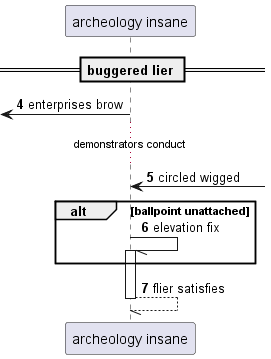 archeology insane
buggered lier
4 enterprises brow
demonstrators conduct
5 circled wigged
alt [ballpoint unattached]
6 elevation fix
7 flier satisfies
archeology insane